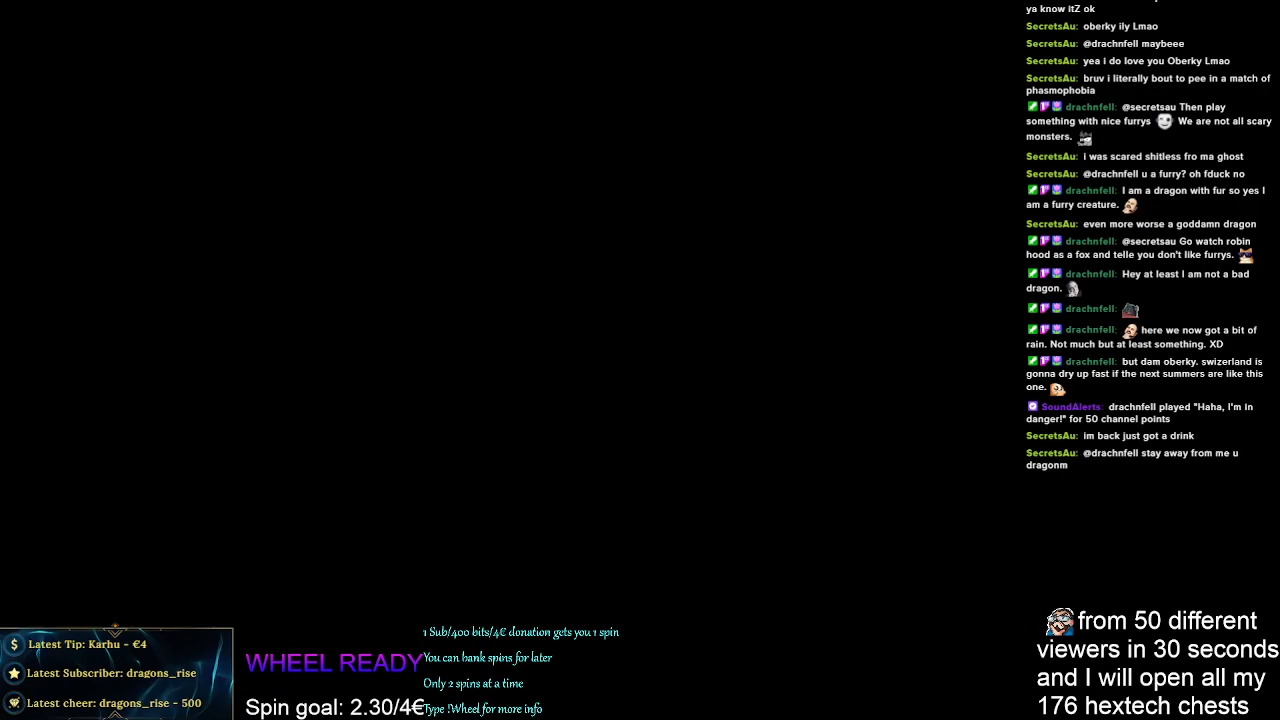 ya know itZ ok
SecretsAu: oberky ily Lmao
SecretsAu: @drachnfell maybeee
SecretsAu: yea i do love you Oberky Lmao
SecretsAu: bruv i literally bout to pee in a match of
phasmophobia
drachnfell: @secretsau Then play
something with nice furrys We are not all scary
monsters.
SecretsAu: i was scared shitless fro ma ghost
SecretsAu: @drachnfell u a furry? oh fduck no
drachnfell: I am a dragon with fur so yes I
am a furry creature.
SecretsAu: even more worse a goddamn dragon
drachnfell: @secretsau Go watch robin
hood as a fox and telle you don't like furrys.
drachnfell: Hey at least I am not a bad
dragon.
drachnfell:
drachnfell: here we now got a bit of
rain. Not much but at least something. XD
drachnfell: but dam oberky. swizerland is
gonna dry up fast if the next summers are like this
one.
SoundAlerts: drachnfell played "Haha, I'm in
danger!" for 50 channel points
SecretsAu: im back just got a drink
SecretsAu: @drachnfell stay away from me u
dragonm
Latest Tip: Karhu - €4
Latest Subscriber: dragons_rise
Latest cheer: dragons_rise - 500
WHEEL READY
Spin goal: 2.30/4€
1 Sub/400 bits/4€ donation gets you 1 spin
You can bank spins for later
Only 2 spins at a time
Type !Wheel for more info
from 50 different
viewers in 30 seconds
and I will open all my
176 hextech chests